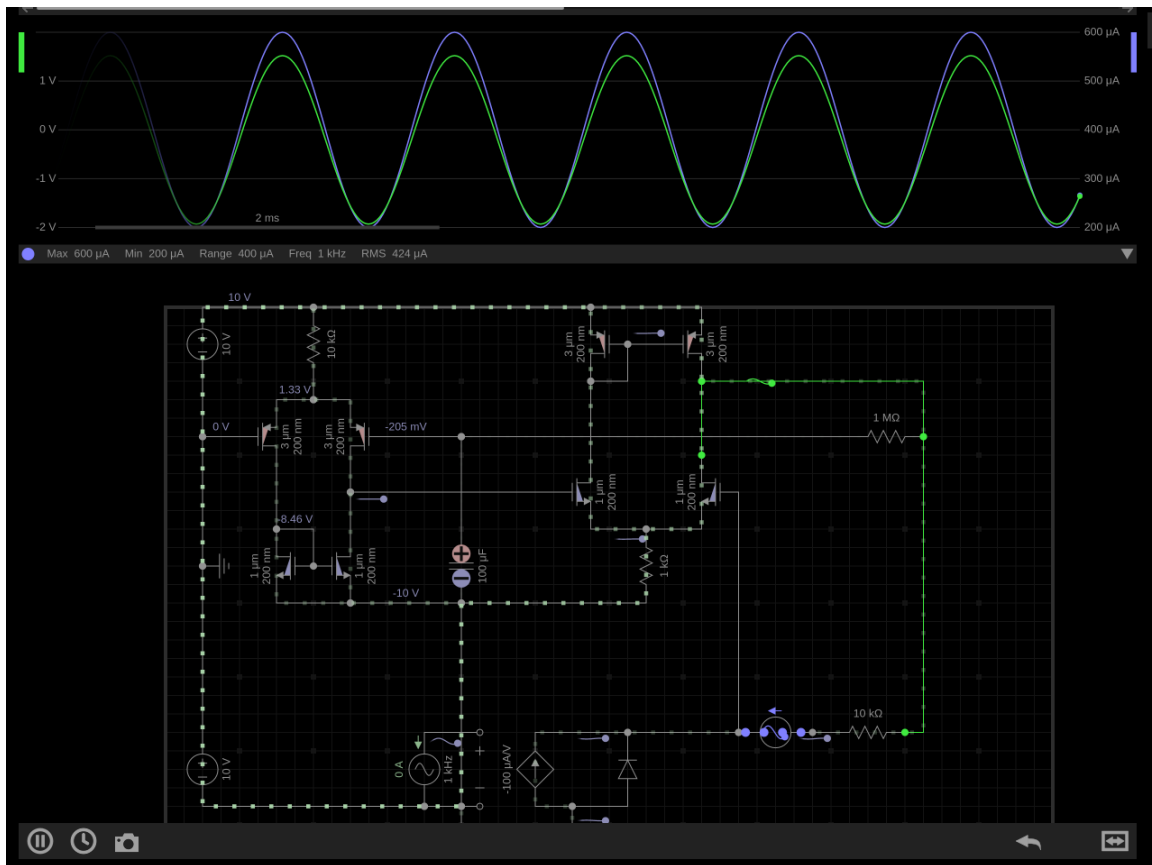 600 µA
1 V
500 µA
0 V
400 µA
-1 V
300 µA
2 ms
-2 V
200 µA
Max 600 µA Min 200 µA Range 400 µA Freq 1 kHz RMS 424 µA
10 V
10 V
10 kΩ
3 µm
200 nm
3 µm
200 nm
1.33 V
0 V
3 µm
200 nm
3 µm
200 nm
-205 mV
1 MΩ
1 µm
200 nm
1 µm
200 nm
-8.46 V
1 µm
200 nm
1 µm
200 nm
100 µF
1 kΩ
-10 V
10 kΩ
10 V
0 A
1 kHz
-100 µA/V